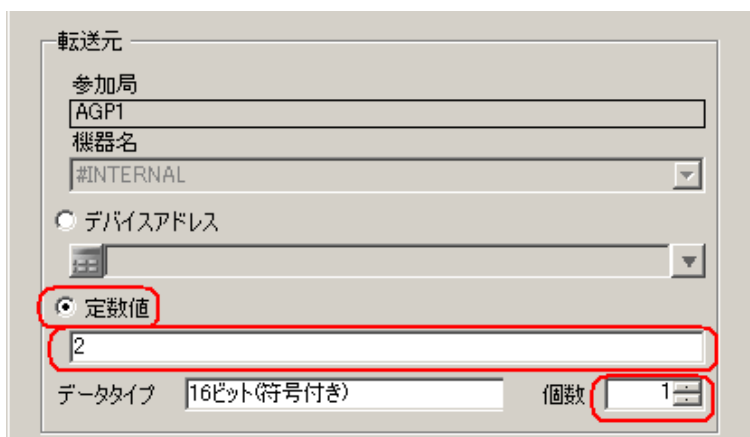 転送元
参加局
AGP1
機器名
#INTERNAL
デバイスアドレス
定数値
2
データタイプ 16ビット(符号付き) 個数 1